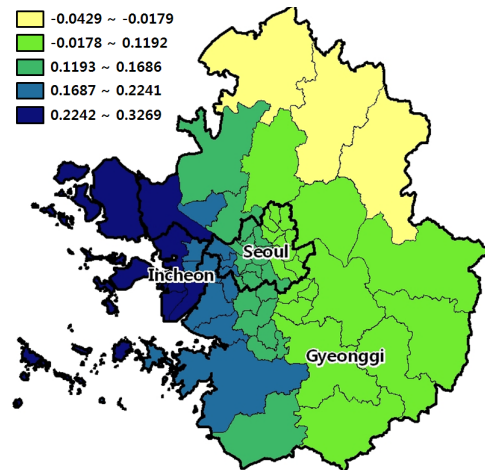 -0.0429 ~ -0.0179
-0.0178 ~ 0.1192
0.1193 ~ 0.1686
0.1687 ~ 0.2241
0.2242 ~ 0.3269
Seoul
Incheon
Gyeonggi